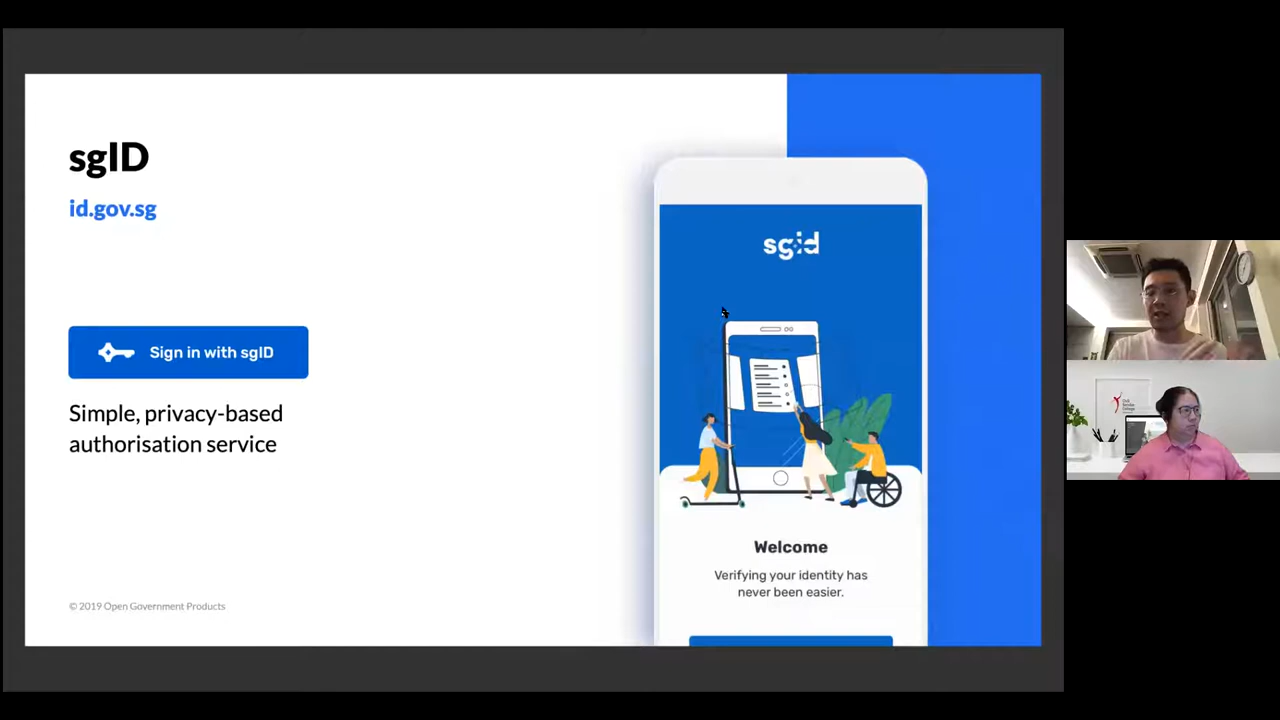 sgID
id.gov.sg
Sign in with sgID
Simple, privacy-based
authorisation service
© 2019 Open Government Products
sgid
Welcome
Verifying your identity has
never been easier.